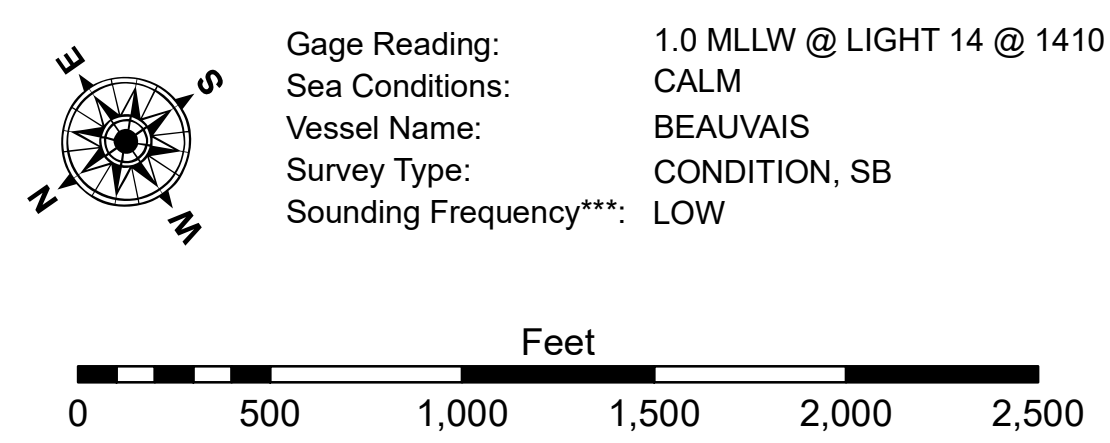 E
S
N
W
Gage Reading: 1.0 MLLW @ LIGHT 14 @ 1410
Sea Conditions: CALM
Vessel Name: BEAUVAIS
Survey Type: CONDITION, SB
Sounding Frequency***: LOW
Feet
0 500 1,000 1,500 2,000 2,500